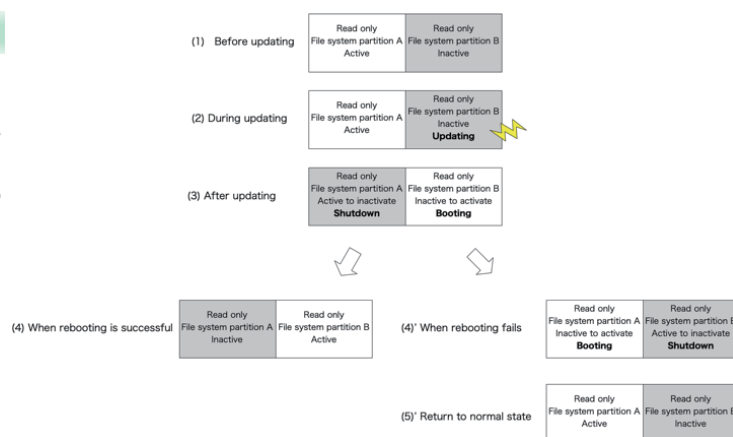 (1) Before updating
Read only
File system partition A
Active
Read only
File system partition B
Inactive
(2) During updating
Read only
File system partition A
Active
Read only
File system partition B
Inactive
Updating
(3) After updating
Read only
File system partition A
Active to inactivate
Shutdown
Read only
File system partition B
Inactive to activate
Booting
(4) When rebooting is successful
Read only
File system partition A
Inactive
Read only
File system partition B
Active
(4)' When rebooting fails
Read only
File system partition A
Inactive to activate
Booting
Read only
File system partition B
Active to inactivate
Shutdown
(5)' Return to normal state
Read only
File system partition A
Active
Read only
File system partition B
Inactive